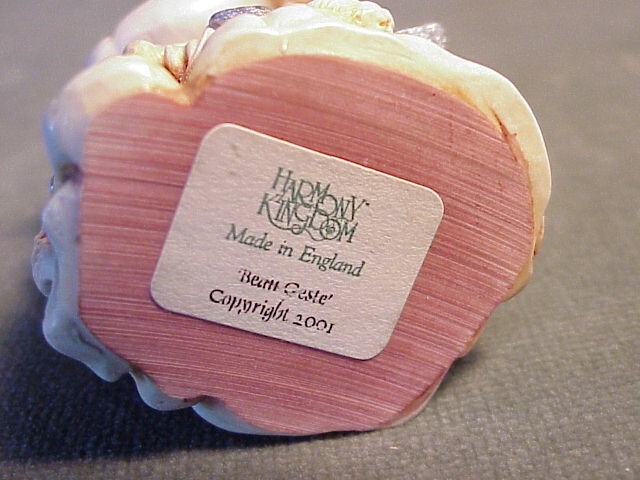 HARMONY
KINGDOM
Made in England
'Beau Geste'
Copyright 2001